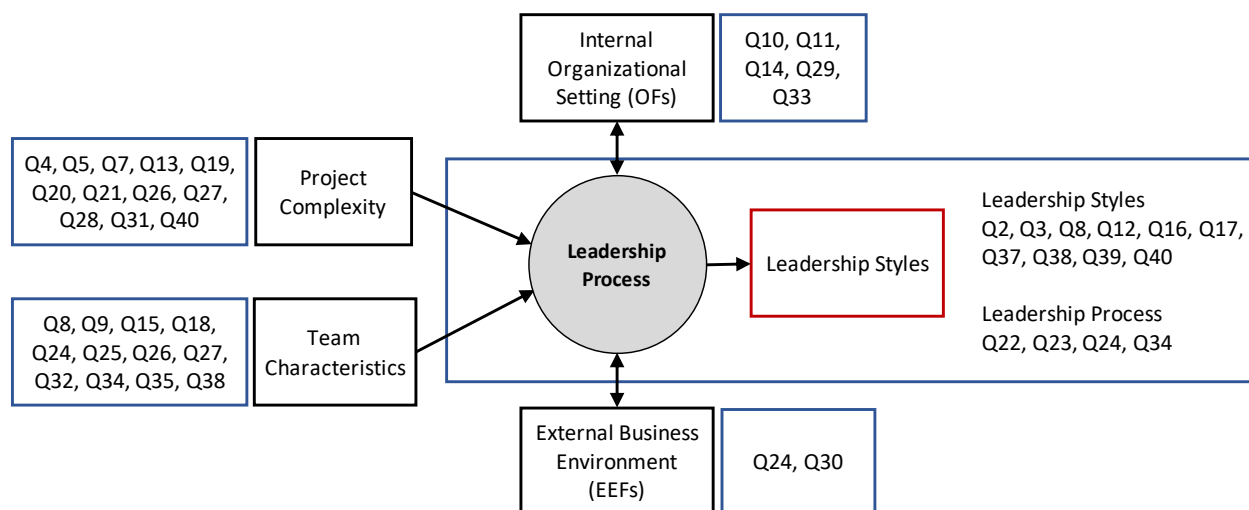 Internal
Organizational
Setting (OFs)
Q10, Q11,
Q14, Q29,
Q33
Q4, Q5, Q7, Q13, Q19,
Q20, Q21, Q26, Q27,
Q28, Q31, Q40
Project
Complexity
Leadership
Process
Leadership Styles
Leadership Styles
Q2, Q3, Q8, Q12, Q16, Q17,
Q37, Q38, Q39, Q40
Leadership Process
Q22, Q23, Q24, Q34
Q8, Q9, Q15, Q18,
Q24, Q25, Q26, Q27,
Q32, Q34, Q35, Q38
Team
Characteristics
External Business
Environment
(EEFs)
Q24, Q30